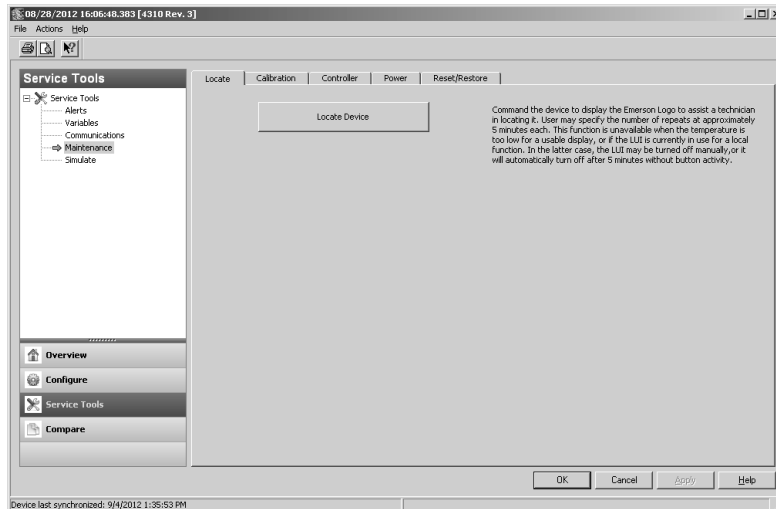 08/28/2012 16:06:48.383 [4310 Rev. 3]
File Actions Help
Service Tools
Service Tools
Alerts
Variables
Communications
Maintenance
Simulate
Overview
Configure
Service Tools
Compare
Locate Calibration Controller Power Reset/Restore
Locate Device
Command the device to display the Emerson Logo to assist a technician
in locating it. User may specify the number of repeats at approximately
5 minutes each. This function is unavailable when the temperature is
too low for a usable display, or if the LUI is currently in use for a local
function. In the latter case, the LUI may be turned off manually,or it
will automatically turn off after 5 minutes without button activity.
OK Cancel Apply Help
Device last synchronized: 9/4/2012 1:35:53 PM